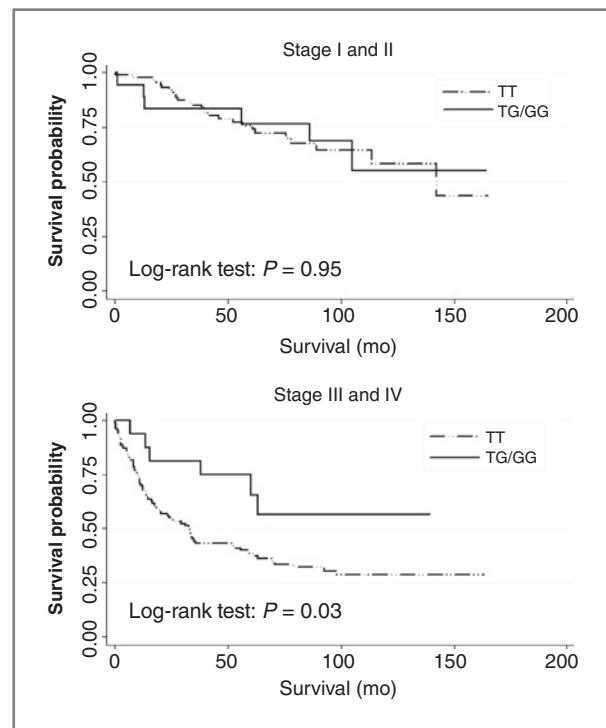 Stage I and II
1.00
TT
TG/GG
0.75
Survival probability
0.50
0.25
Log-rank test: P = 0.95
0.00
0 50 100 150 200
Survival (mo)
Stage III and IV
1.00
TT
TG/GG
0.75
Survival probability
0.50
0.25
Log-rank test: P = 0.03
0.00
0 50 100 150 200
Survival (mo)